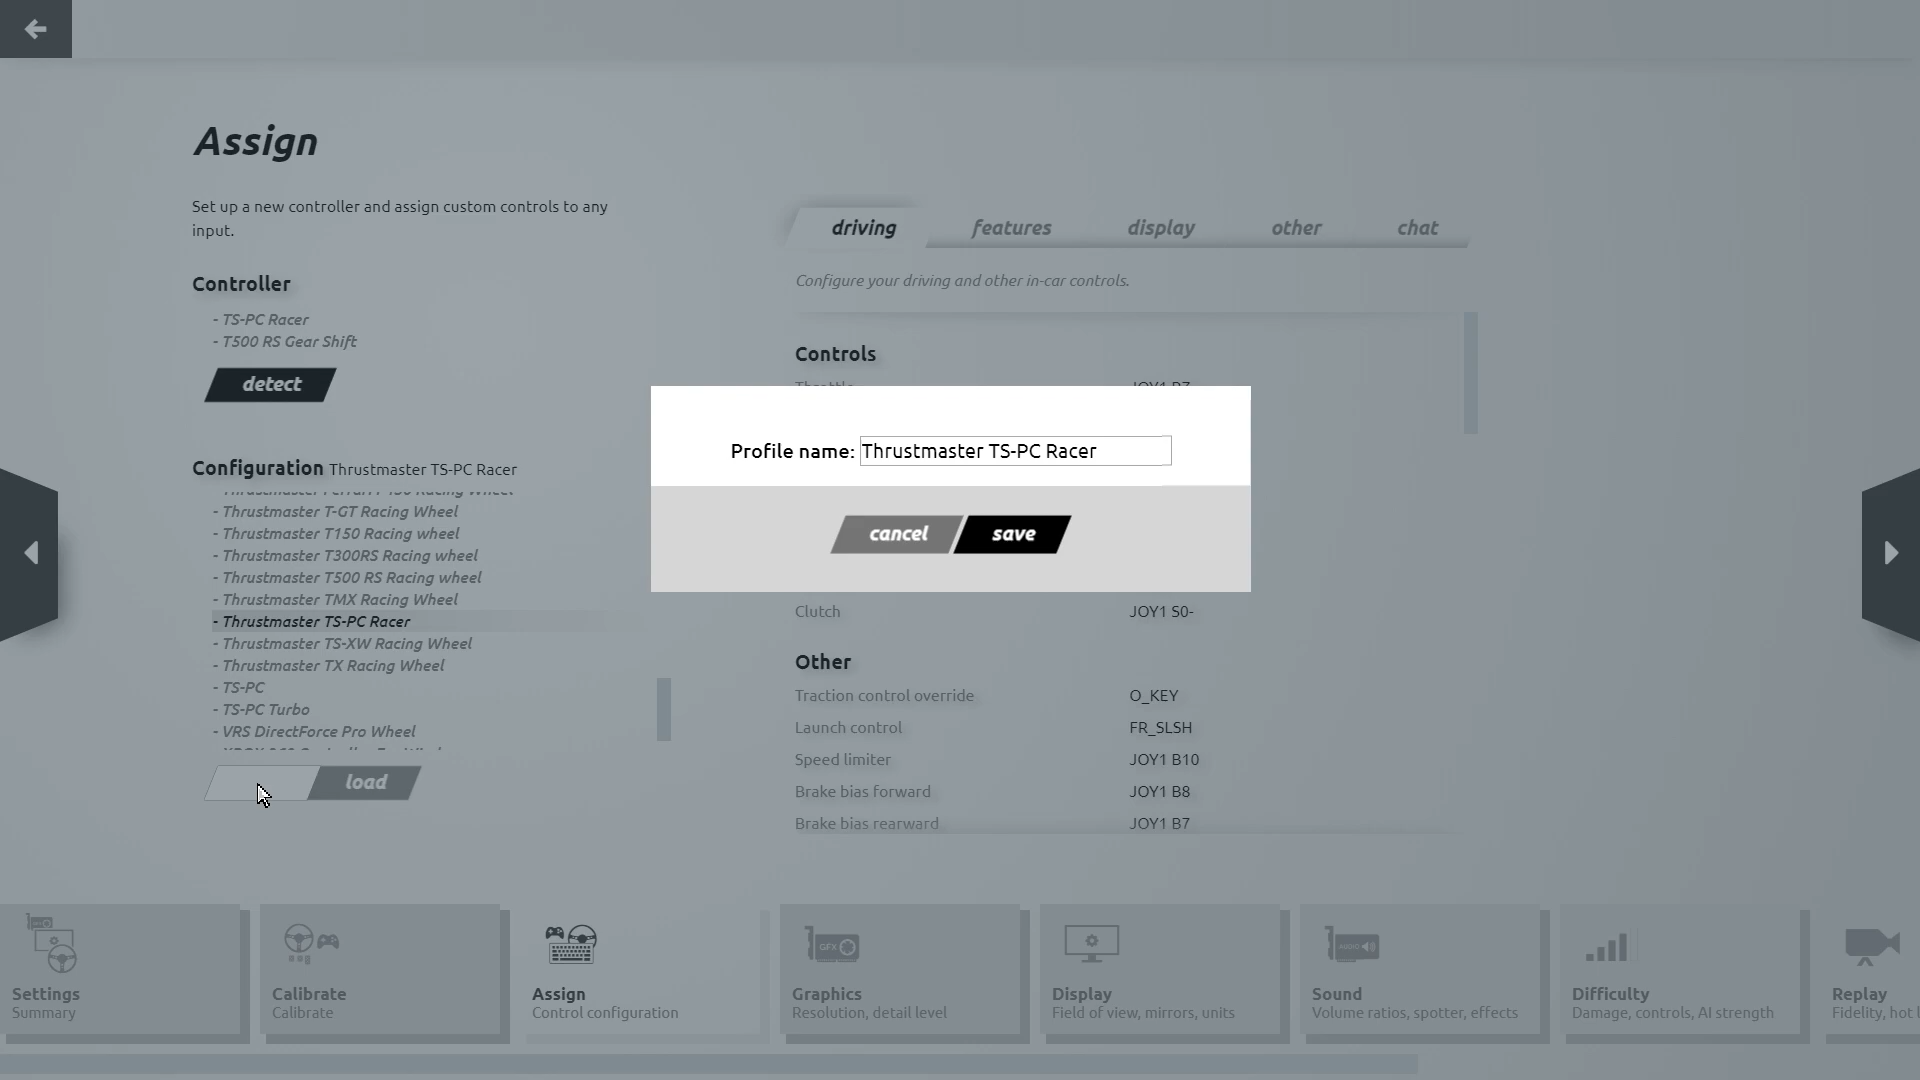 Assign
Set up a new controller and assign custom controls to any
input.
Controller
- TS-PC Racer
- T500 RS Gear Shift
detect
Configuration Thrustmaster TS-PC Racer
- Thrustmaster T-GT Racing Wheel
- Thrustmaster T150 Racing wheel
- Thrustmaster T300RS Racing wheel
- Thrustmaster T500 RS Racing wheel
- Thrustmaster TMX Racing Wheel
- Thrustmaster TS-PC Racer
- Thrustmaster TS-XW Racing Wheel
- Thrustmaster TX Racing Wheel
- TS-PC
- TS-PC Turbo
- VRS DirectForce Pro Wheel
load
driving features display other chat
Configure your driving and other in-car controls.
Controls
Profile name: Thrustmaster TS-PC Racer
cancel save
Clutch JOY1 S0-
Other
Traction control override O_KEY
Launch control FR_SLSH
Speed limiter JOY1 B10
Brake bias forward JOY1 B8
Brake bias rearward JOY1 B7
Settings
Summary
Calibrate
Calibrate
Assign
Control configuration
GFX
Graphics
Resolution, detail level
Display
Field of view, mirrors, units
AUDIO
Sound
Volume ratios, spotter, effects
Difficulty
Damage, controls, AI strength
Replay
Fidelity, hot